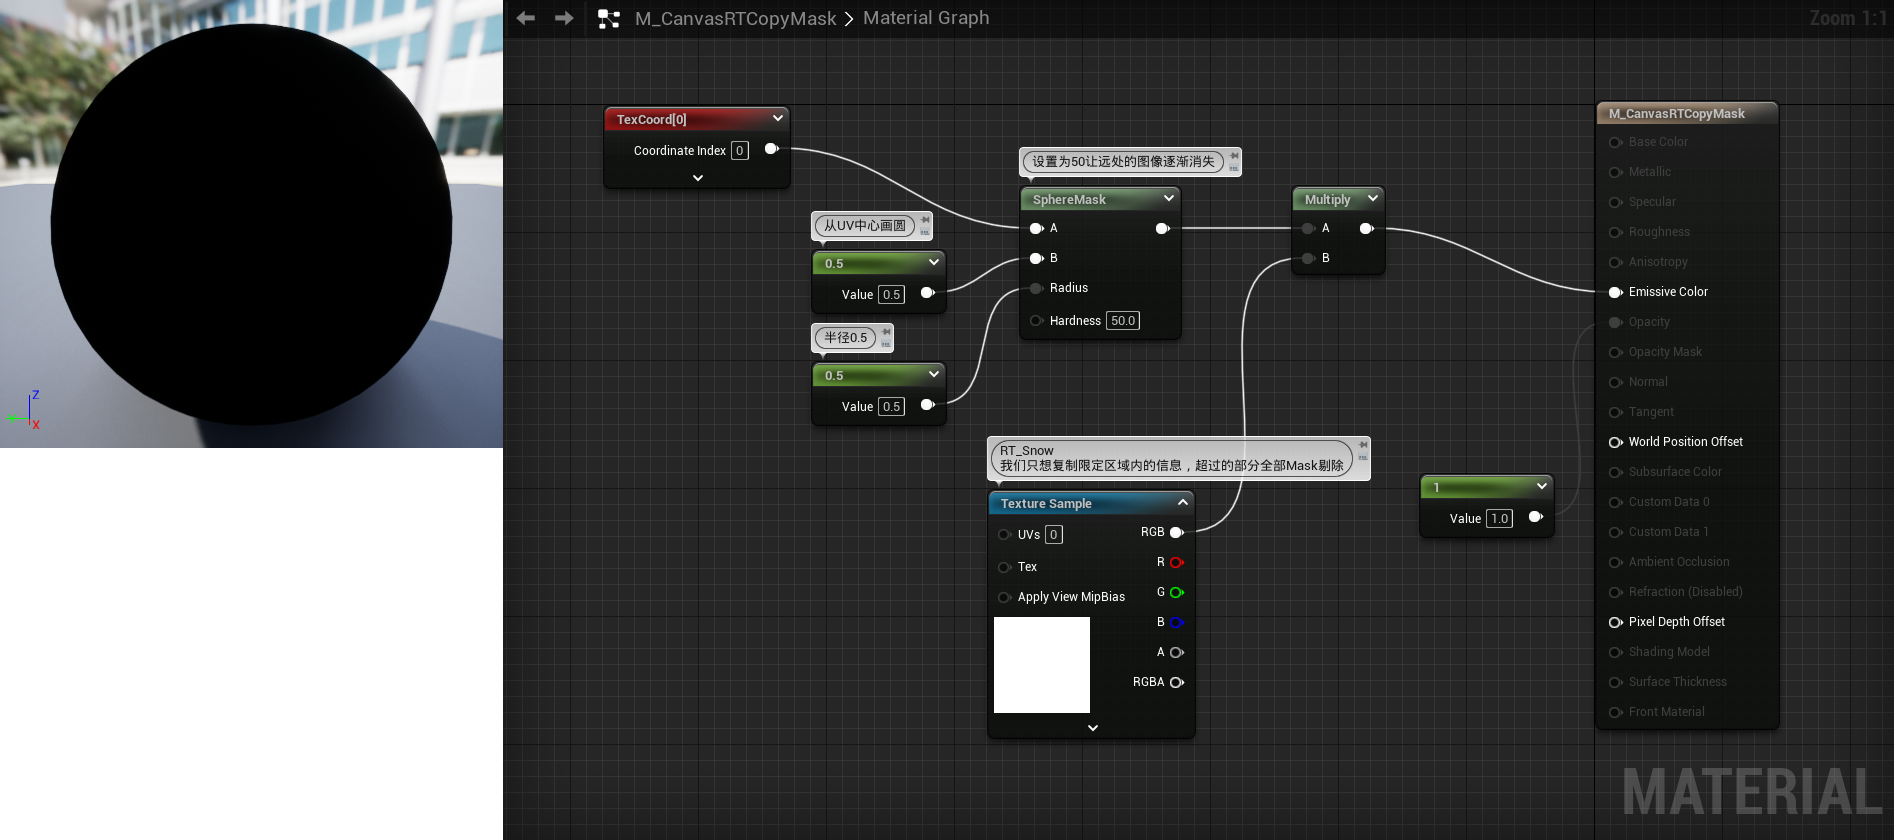 M_CanvasRTCopyMask > Material Graph
Zoom 1:1
TexCoord[0]
Coordinate Index 0
从UV中心画圆
0.5
Value 0.5
半径0.5
0.5
Value 0.5
设置为50让远处的图像逐渐消失
SphereMask
A
B
Radius
Hardness 50.0
Multiply
A
B
RT_Snow
我们只想复制限定区域内的信息，超过的部分全部Mask剔除
Texture Sample
UVs 0
Tex
Apply View MipBias
RGB
R
G
B
A
RGBA
1
Value 1.0
M_CanvasRTCopyMask
Base Color
Metallic
Specular
Roughness
Anisotropy
Emissive Color
Opacity
Opacity Mask
Normal
Tangent
World Position Offset
Subsurface Color
Custom Data 0
Custom Data 1
Ambient Occlusion
Refraction (Disabled)
Pixel Depth Offset
Shading Model
Surface Thickness
Front Material
MATERIAL
Z
Y
X